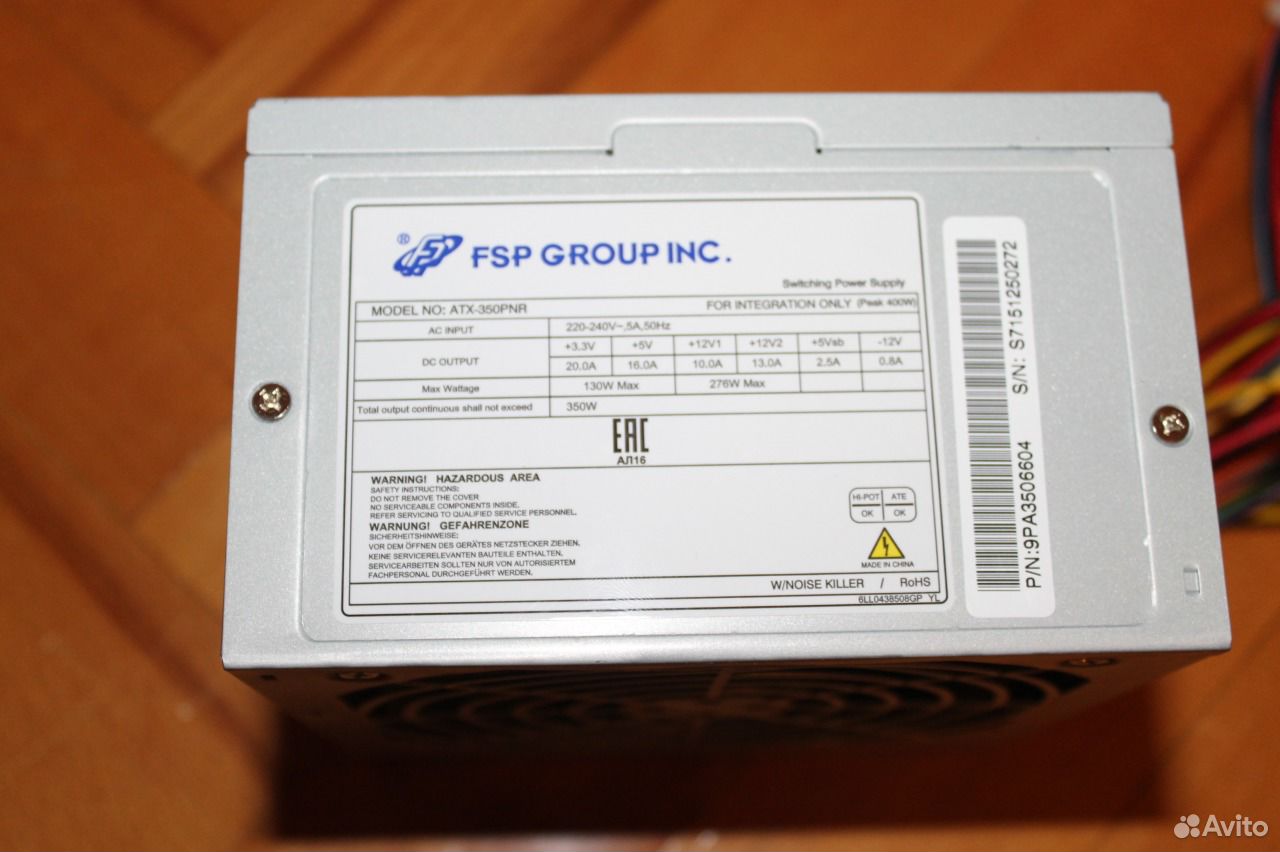 ® FSP GROUP INC.
Switching Power Supply
MODEL NO: ATX-350PNR FOR INTEGRATION ONLY (Peak 400W)
AC INPUT 220-240V~,5A,50Hz
DC OUTPUT +3.3V +5V +12V1 +12V2 +5Vsb -12V
20.0A 16.0A 10.0A 13.0A 2.5A 0.8A
Max Wattage 130W Max 276W Max
Total output continuous shall not exceed 350W
EAC
АЛ16
WARNING! HAZARDOUS AREA
SAFETY INSTRUCTIONS:
DO NOT REMOVE THE COVER
NO SERVICEABLE COMPONENTS INSIDE,
REFER SERVICING TO QUALIFIED SERVICE PERSONNEL.
WARNUNG! GEFAHRENZONE
SICHERHEITSHINWEISE:
VOR DEM ÖFFNEN DES GERÄTES NETZSTECKER ZIEHEN,
KEINE SERVICERELEVANTEN BAUTEILE ENTHALTEN,
SERVICEARBEITEN SOLLTEN NUR VON AUTORISIERTEM
FACHPERSONAL DURCHGEFÜHRT WERDEN.
HI-POT ATE
OK OK
MADE IN CHINA
W/NOISE KILLER / RoHS
6LL0438508GP YL
S/N: S7151250272
P/N:9PA3506604
Avito